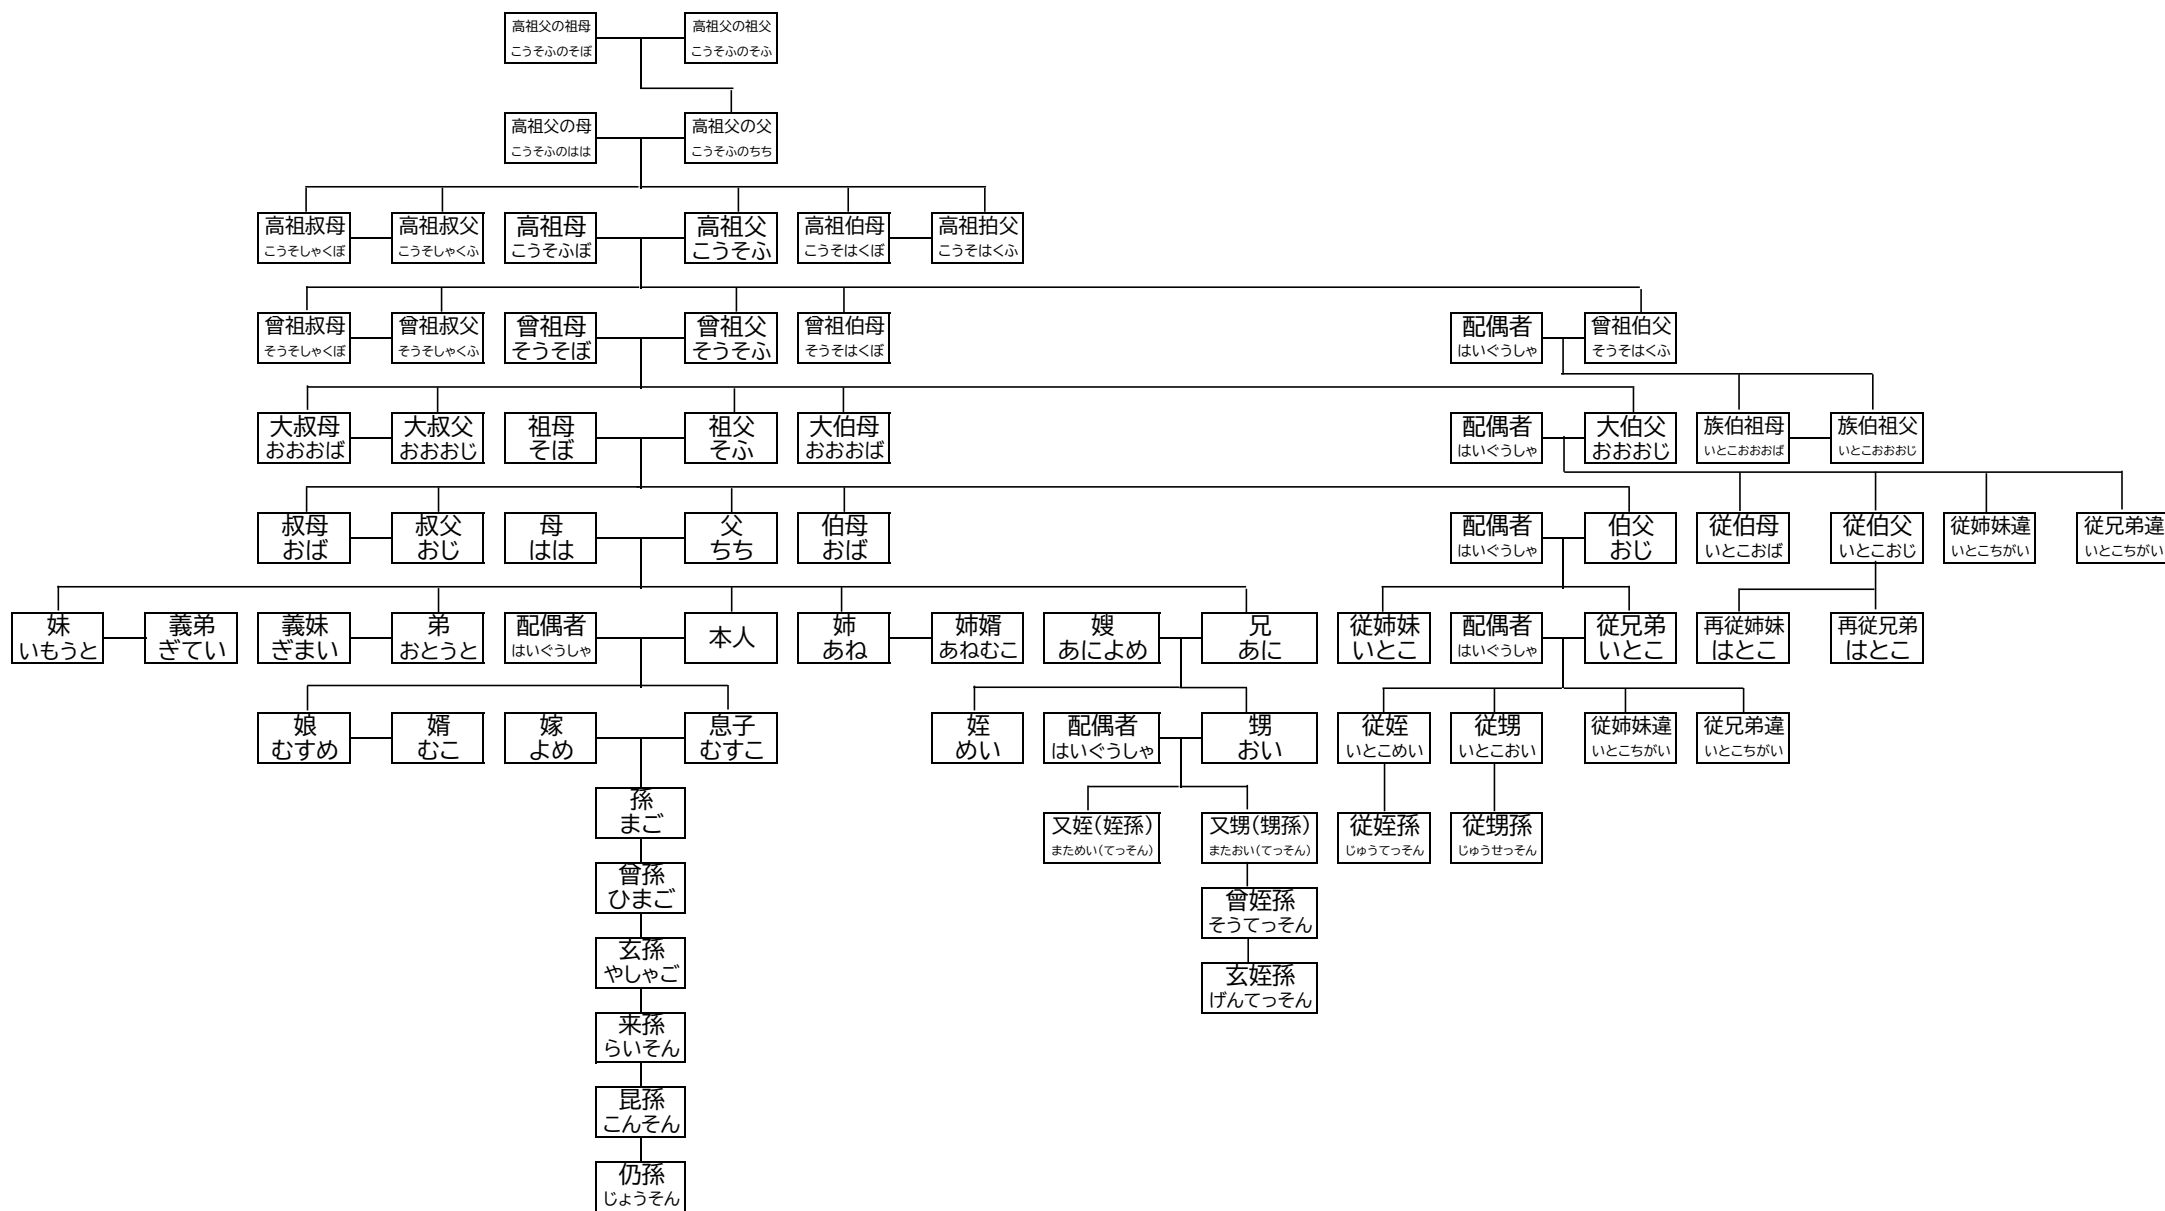 高祖父の祖母
こうそふのそぼ
高祖父の祖父
こうそふのそふ
高祖父の母
こうそふのはは
高祖父の父
こうそふのちち
高祖叔母
こうそしゃくぼ
高祖叔父
こうそしゃくふ
高祖母
こうそふぼ
高祖父
こうそふ
高祖伯母
こうそはくぼ
高祖拍父
こうそはくふ
曾祖叔母
そうそしゃくぼ
曾祖叔父
そうそしゃくふ
曾祖母
そうそぼ
曾祖父
そうそふ
曾祖伯母
そうそはくぼ
配偶者
はいぐうしゃ
曾祖伯父
そうそはくふ
大叔母
おおおば
大叔父
おおおじ
祖母
そぼ
祖父
そふ
大伯母
おおおば
配偶者
はいぐうしゃ
大伯父
おおおじ
族伯祖母
いとこおおおば
族伯祖父
いとこおおおじ
叔母
おば
叔父
おじ
母
はは
父
ちち
伯母
おば
配偶者
はいぐうしゃ
伯父
おじ
従伯母
いとこおば
従伯父
いとこおじ
従姉妹違
いとこちがい
従兄弟違
いとこちがい
妹
いもうと
義弟
ぎてい
義妹
ぎまい
弟
おとうと
配偶者
はいぐうしゃ
本人
姉
あね
姉婿
あねむこ
嫂
あによめ
兄
あに
従姉妹
いとこ
配偶者
はいぐうしゃ
従兄弟
いとこ
再従姉妹
はとこ
再従兄弟
はとこ
娘
むすめ
婿
むこ
嫁
よめ
息子
むすこ
姪
めい
配偶者
はいぐうしゃ
甥
おい
従姪
いとこめい
従甥
いとこおい
従姉妹違
いとこちがい
従兄弟違
いとこちがい
孫
まご
又姪(姪孫)
まためい(てっそん)
又甥(甥孫)
またおい(てっそん)
従姪孫
じゅうてっそん
従甥孫
じゅうせっそん
曾孫
ひまご
曾姪孫
そうてっそん
玄孫
やしゃご
玄姪孫
げんてっそん
来孫
らいそん
昆孫
こんそん
仍孫
じょうそん